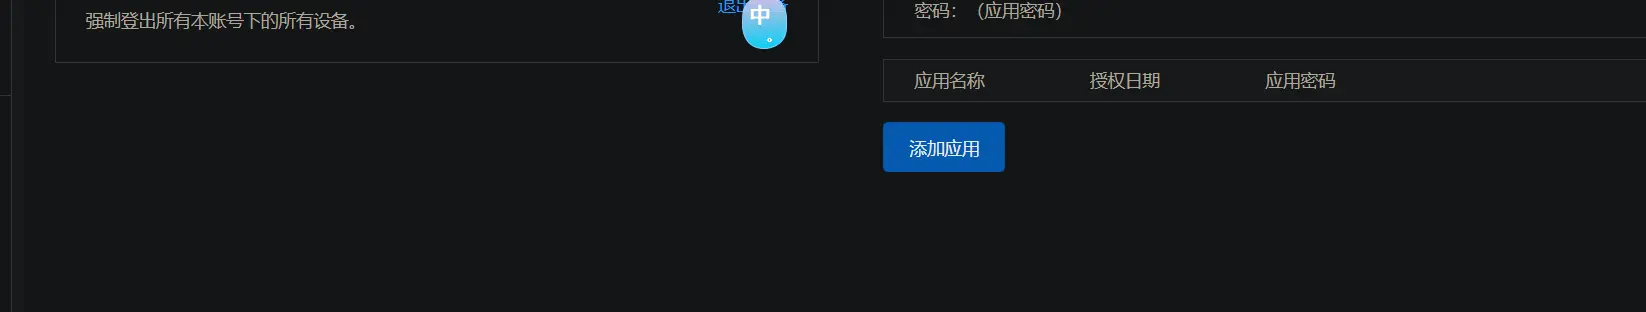 强制登出所有本账号下的所有设备。
退出
中
密码：（应用密码）
应用名称 授权日期 应用密码
添加应用